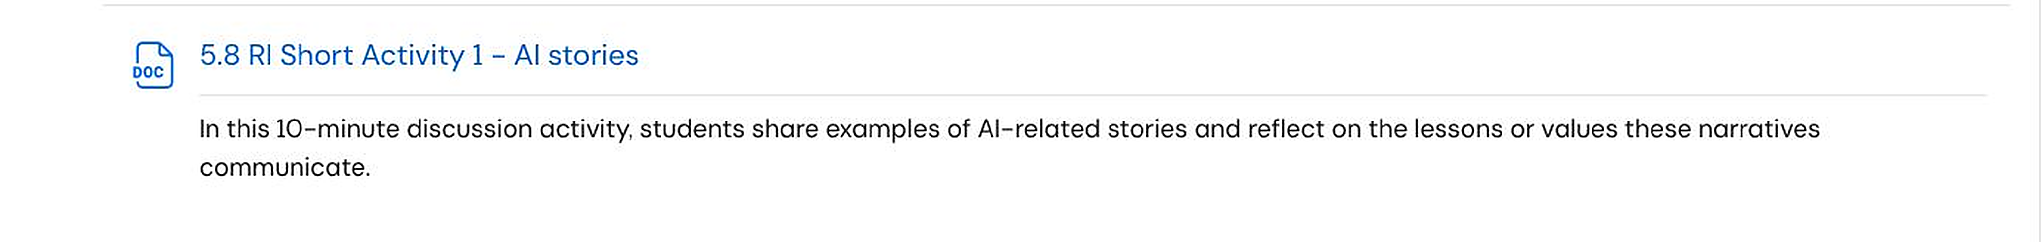 DOC
5.8 RI Short Activity 1 – AI stories
In this 10-minute discussion activity, students share examples of AI-related stories and reflect on the lessons or values these narratives
communicate.